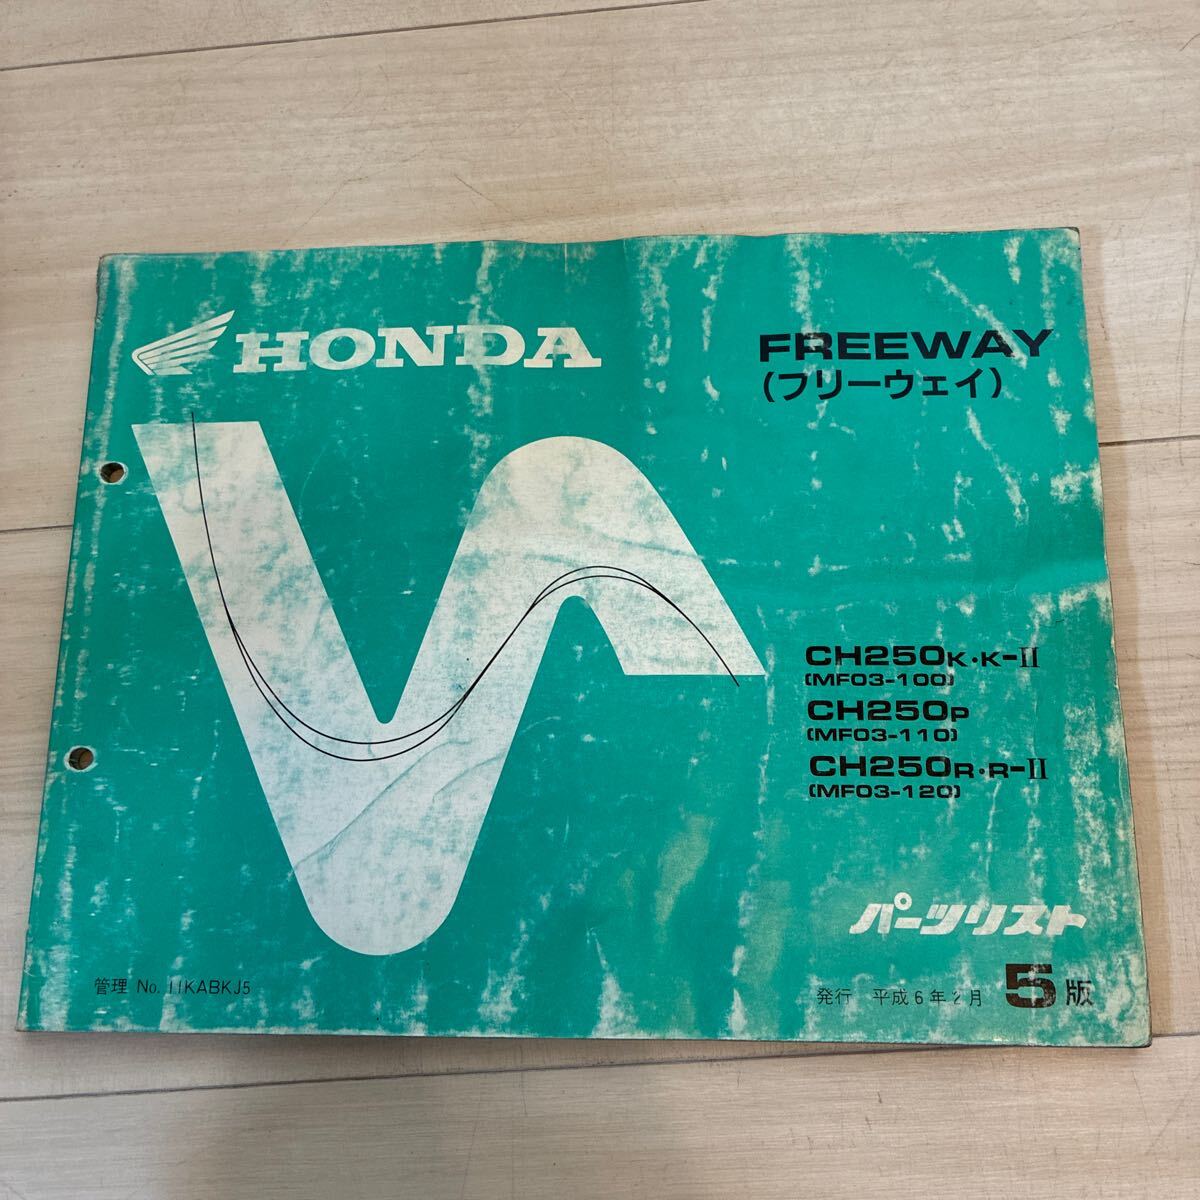 HONDA
FREEWAY
(フリーウェイ)
CH250K・K-II
(MF03-100)
CH250P
(MF03-110)
CH250R・R-II
(MF03-120)
パーツリスト
管理 No. 11KABKJ5
発行 平成6年2月 5版